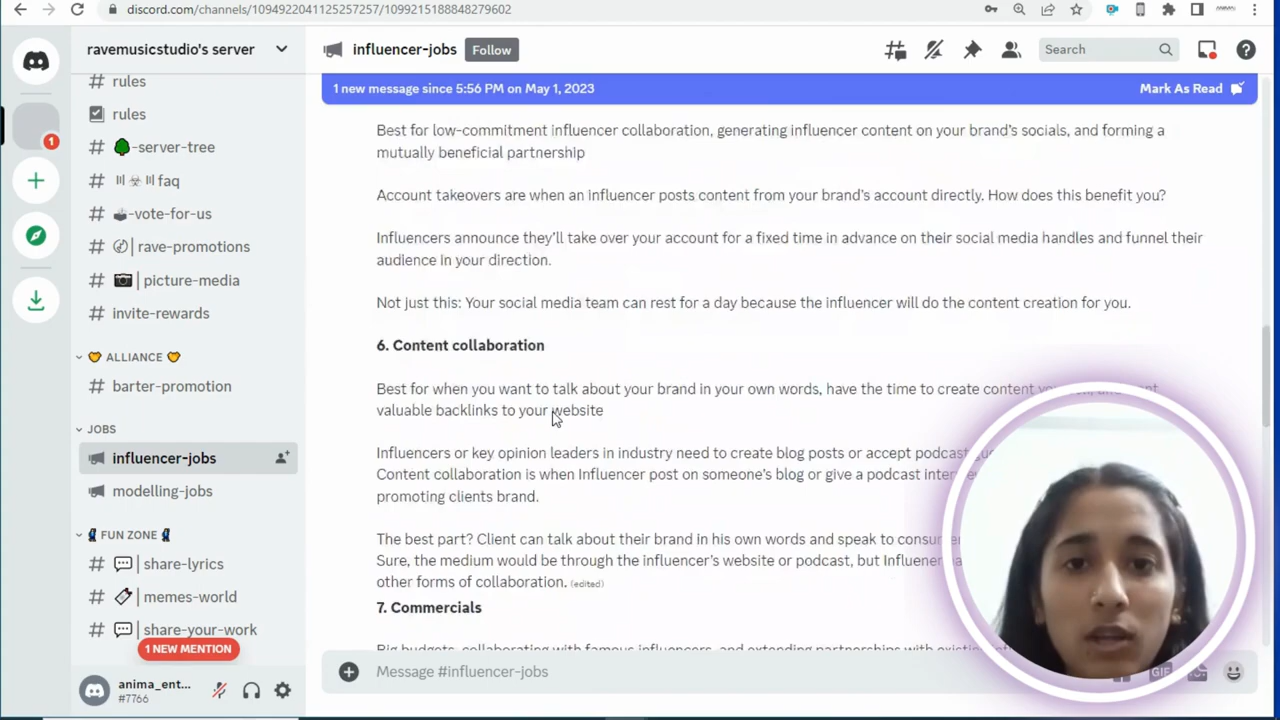 discord.com/channels/1094922041125257257/1099215188848279602
ravemusicstudio's server
influencer-jobs
Follow
Search
rules
1 new message since 5:56 PM on May 1, 2023
Mark As Read
rules
-server-tree
faq
-vote-for-us
rave-promotions
picture-media
invite-rewards
ALLIANCE
barter-promotion
JOBS
influencer-jobs
modelling-jobs
FUN ZONE
share-lyrics
memes-world
share-your-work
1 NEW MENTION
1
anima_ent...
#7766
Best for low-commitment influencer collaboration, generating influencer content on your brand's socials, and forming a
mutually beneficial partnership
Account takeovers are when an influencer posts content from your brand's account directly. How does this benefit you?
Influencers announce they'll take over your account for a fixed time in advance on their social media handles and funnel their
audience in your direction.
Not just this: Your social media team can rest for a day because the influencer will do the content creation for you.
6. Content collaboration
Best for when you want to talk about your brand in your own words, have the time to create content
valuable backlinks to your website
Influencers or key opinion leaders in industry need to create blog posts or accept podcast
Content collaboration is when Influencer post on someone's blog or give a podcast
promoting clients brand.
The best part? Client can talk about their brand in his own words and speak to
Sure, the medium would be through the influencer's website or podcast, but
other forms of collaboration. (edited)
7. Commercials
Big budgets, collaborating with famous influencers, and extending partnerships with
Message #influencer-jobs
GIF